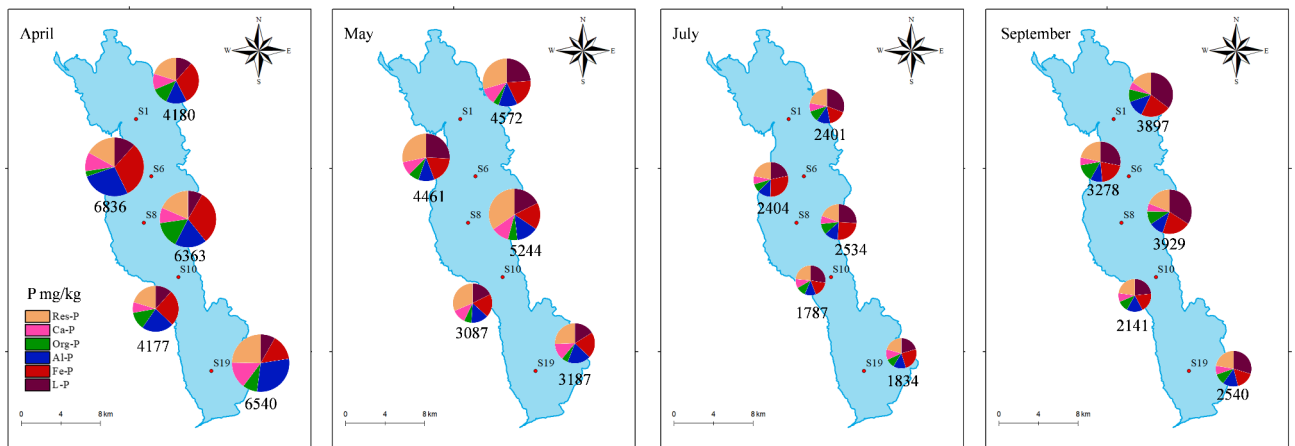 April
N
W E
S
4180
S1
S6
6836
S8
6363
S10
4177
S19
6540
P mg/kg
Res-P
Ca-P
Org-P
Al-P
Fe-P
L-P
0 4 8 km
May
N
W E
S
4572
S1
4461
S6
S8
5244
S10
3087
S19
3187
0 4 8 km
July
N
W E
S
S1
2401
S6
2404
S8
2534
S10
1787
S19
1834
0 4 8 km
September
N
W E
S
S1
3897
S6
3278
S8
3929
S10
2141
S19
2540
0 4 8 km